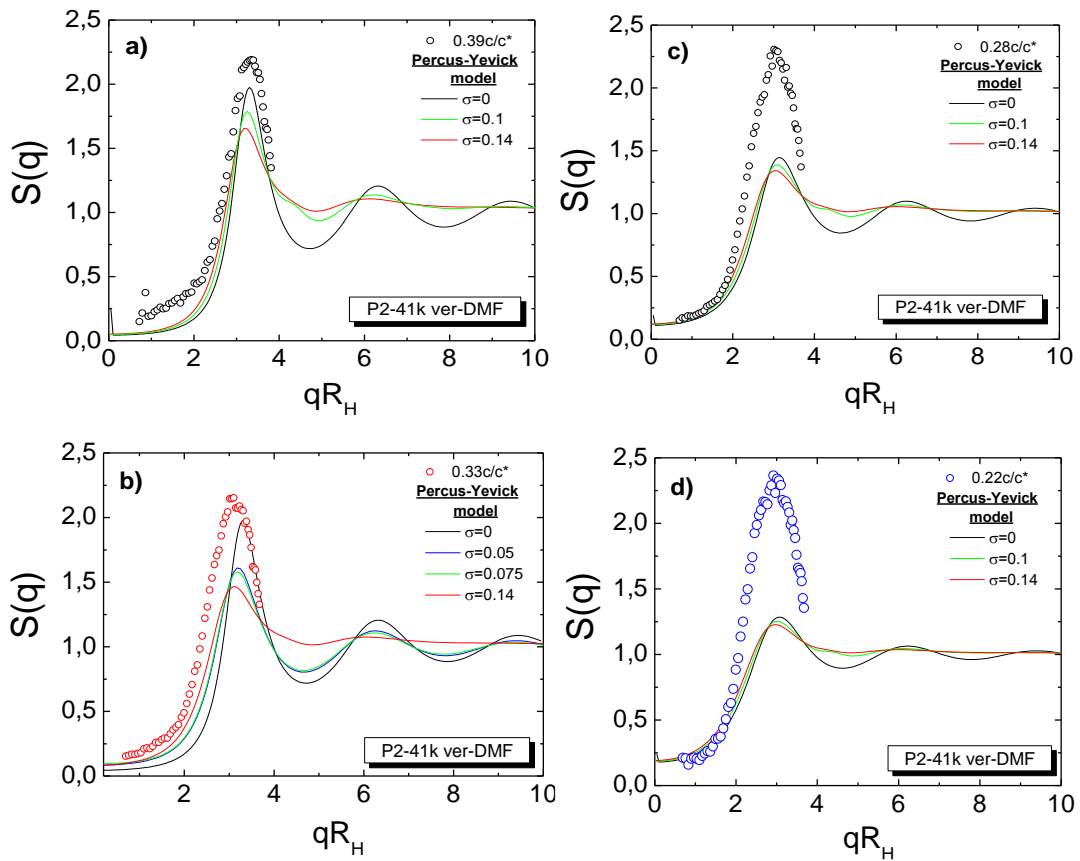 a)
0.39c/c*
Percus-Yevick
model
σ=0
σ=0.1
σ=0.14
2,5
2,0
1,5
1,0
0,5
0,0
S(q)
P2-41k ver-DMF
0 2 4 6 8 10
qR_H
c)
0.28c/c*
Percus-Yevick
model
σ=0
σ=0.1
σ=0.14
2,5
2,0
1,5
1,0
0,5
0,0
S(q)
P2-41k ver-DMF
0 2 4 6 8 10
qR_H
b)
0.33c/c*
Percus-Yevick
model
σ=0
σ=0.05
σ=0.075
σ=0.14
2,5
2,0
1,5
1,0
0,5
0,0
S(q)
P2-41k ver-DMF
2 4 6 8 10
qR_H
d)
0.22c/c*
Percus-Yevick
model
σ=0
σ=0.1
σ=0.14
2,5
2,0
1,5
1,0
0,5
0,0
S(q)
P2-41k ver-DMF
0 2 4 6 8 10
qR_H